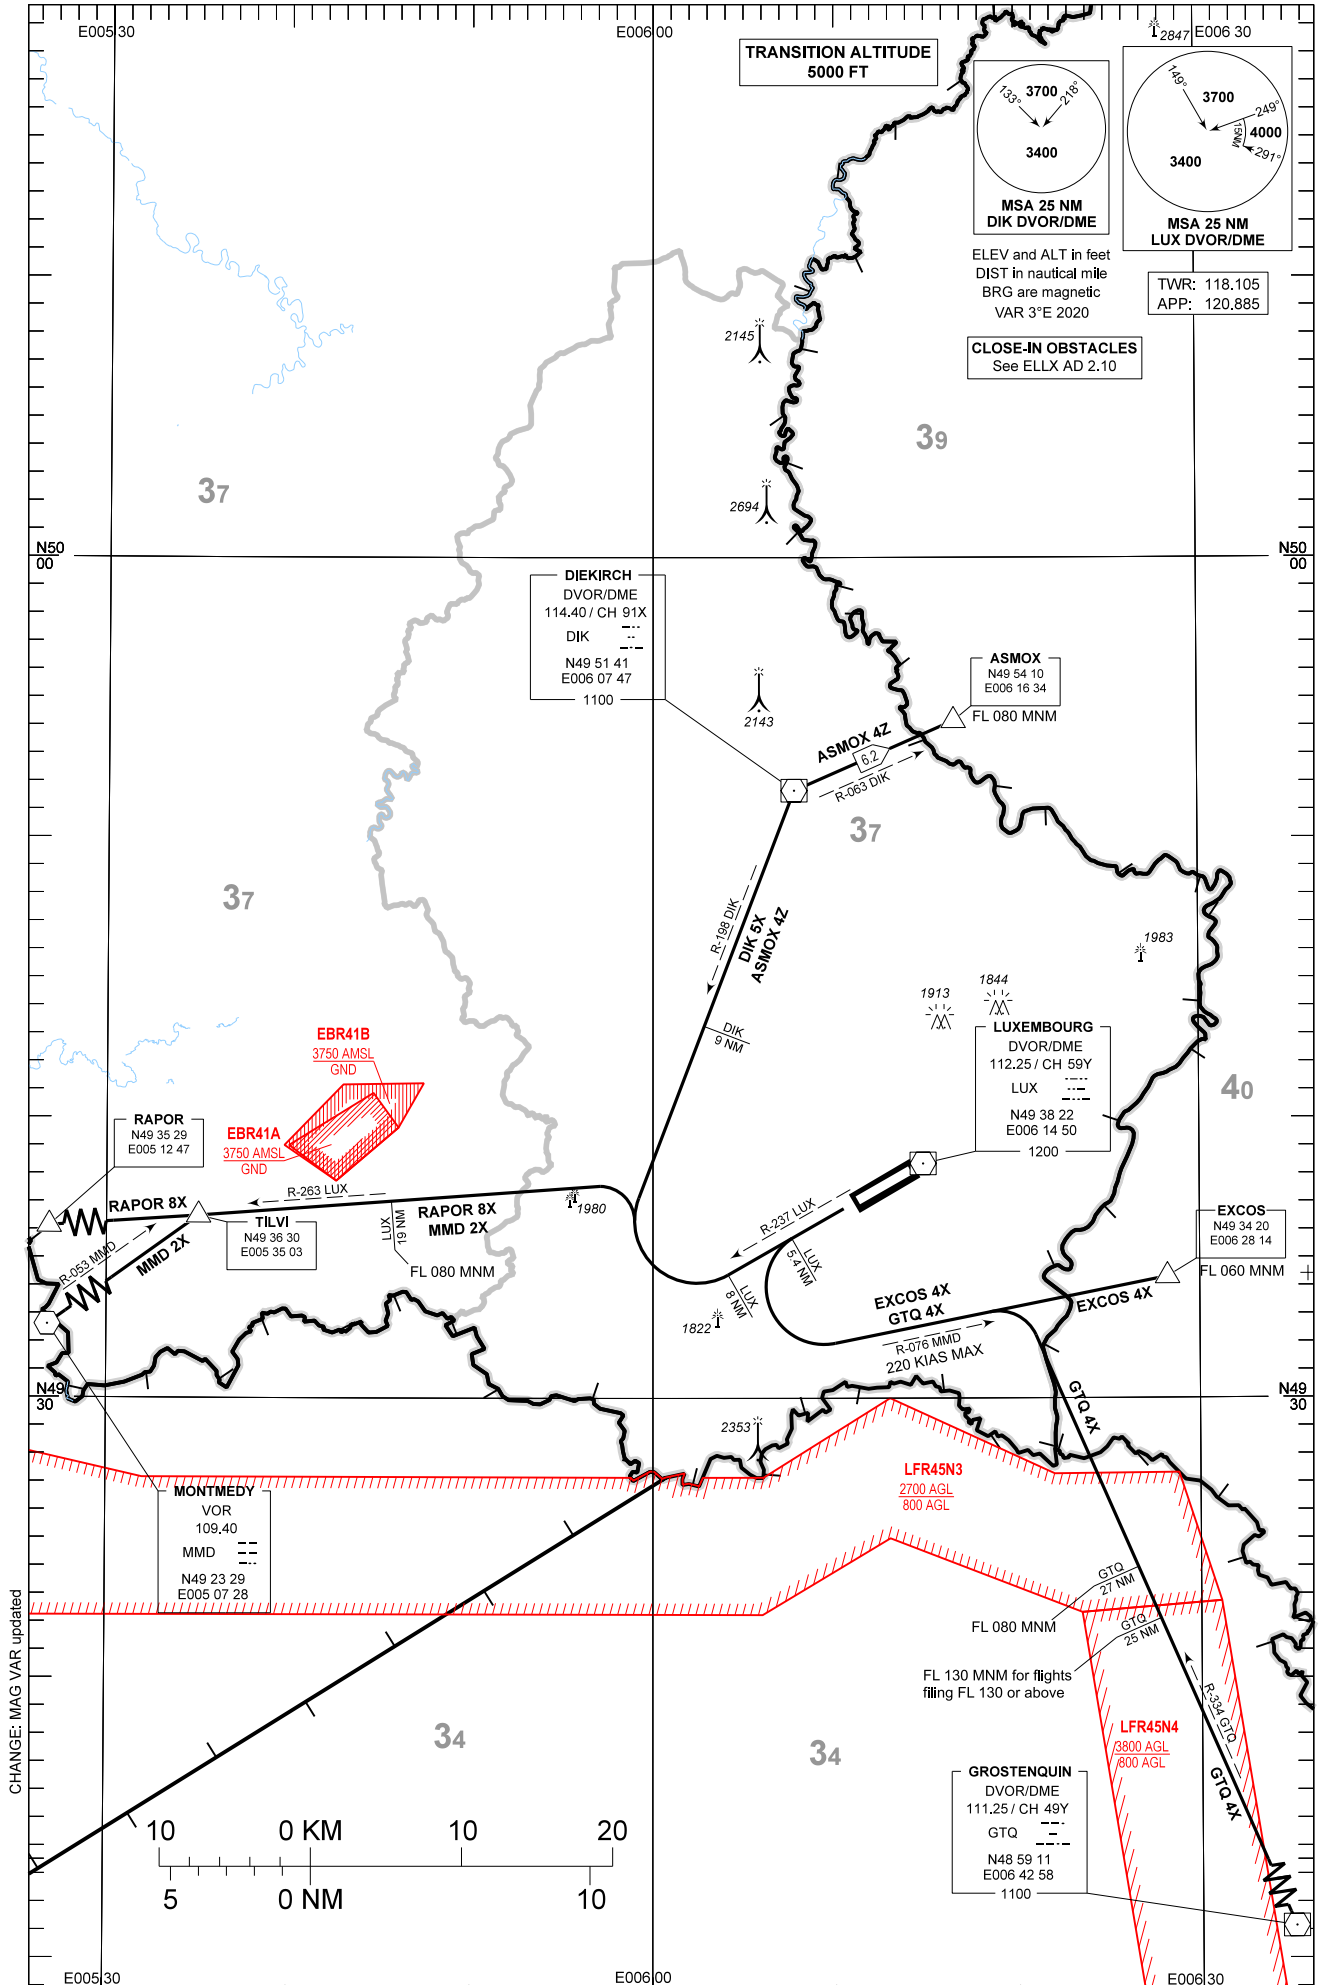 E005 30
E006 00
2847
E006 30
TRANSITION ALTITUDE
5000 FT
3700
133°
218°
3400
MSA 25 NM
DIK DVOR/DME
149°
3700
249°
4000
15NM
291°
3400
MSA 25 NM
LUX DVOR/DME
ELEV and ALT in feet
DIST in nautical mile
BRG are magnetic
VAR 3°E 2020
TWR: 118.105
APP: 120.885
CLOSE-IN OBSTACLES
See ELLX AD 2.10
2145
39
37
2694
N50
00
N50
00
DIEKIRCH
DVOR/DME
114.40 / CH 91X
DIK
N49 51 41
E006 07 47
1100
2143
ASMOX
N49 54 10
E006 16 34
FL 080 MNM
ASMOX 4Z
6.2
R-063 DIK
37
37
R-198 DIK
DIK 5X
ASMOX 4Z
DIK
9 NM
1983
1913
1844
LUXEMBOURG
DVOR/DME
112.25 / CH 59Y
LUX
N49 38 22
E006 14 50
1200
40
EBR41B
3750 AMSL
GND
EBR41A
3750 AMSL
GND
RAPOR
N49 35 29
E005 12 47
RAPOR 8X
R-263 LUX
RAPOR 8X
MMD 2X
1980
TILVI
N49 36 30
E005 35 03
R-053 MMD
MMD 2X
LUX
19 NM
FL 080 MNM
R-237 LUX
LUX
5.4 NM
LUX
8 NM
1822
EXCOS
N49 34 20
E006 28 14
FL 060 MNM
EXCOS 4X
GTQ 4X
EXCOS 4X
R-076 MMD
220 KIAS MAX
N49
30
N49
30
GTQ 4X
2353
LFR45N3
2700 AGL
800 AGL
MONTMEDY
VOR
109.40
MMD
N49 23 29
E005 07 28
GTQ
27 NM
FL 080 MNM
GTQ
25 NM
FL 130 MNM for flights
filing FL 130 or above
R-334 GTQ
LFR45N4
3800 AGL
800 AGL
GTQ 4X
34
34
GROSTENQUIN
DVOR/DME
111.25 / CH 49Y
GTQ
N48 59 11
E006 42 58
1100
CHANGE: MAG VAR updated
10 0 KM 10 20
5 0 NM 10
E005 30
E006 00
E006 30